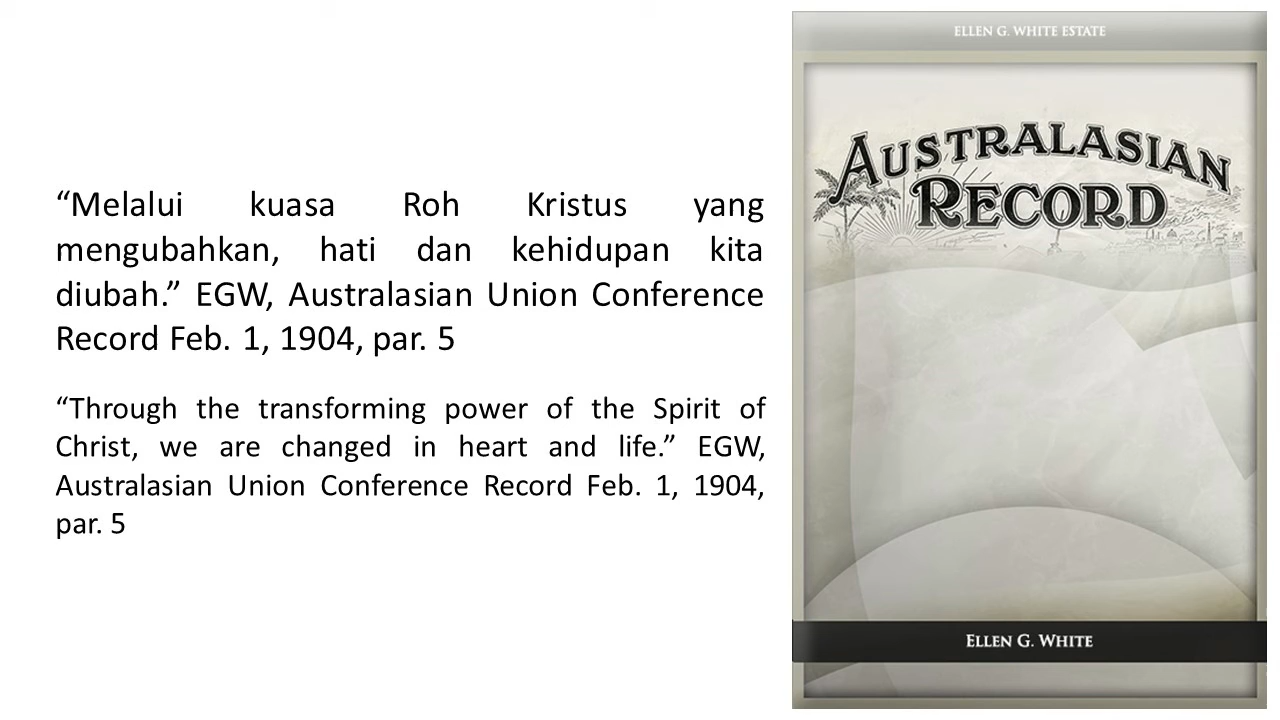 “Melalui kuasa Roh Kristus yang
mengubahkan, hati dan kehidupan kita
diubah.” EGW, Australasian Union Conference
Record Feb. 1, 1904, par. 5
“Through the transforming power of the Spirit of
Christ, we are changed in heart and life.” EGW,
Australasian Union Conference Record Feb. 1, 1904,
par. 5
ELLEN G. WHITE ESTATE
AUSTRALASIAN
RECORD
ELLEN G. WHITE